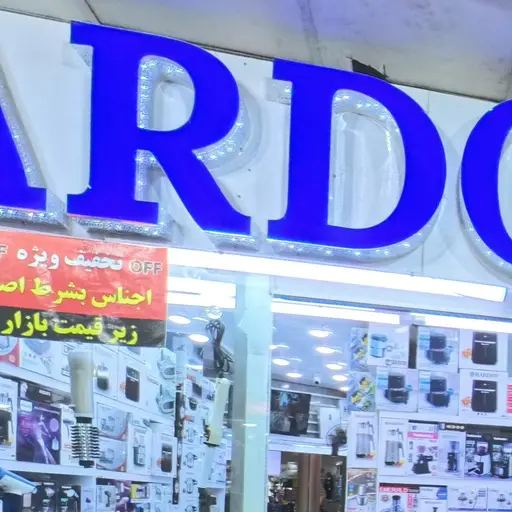 ARDO
OFF تخفیف ویژه
اجناس بشرط اص
زیر قیمت بازار